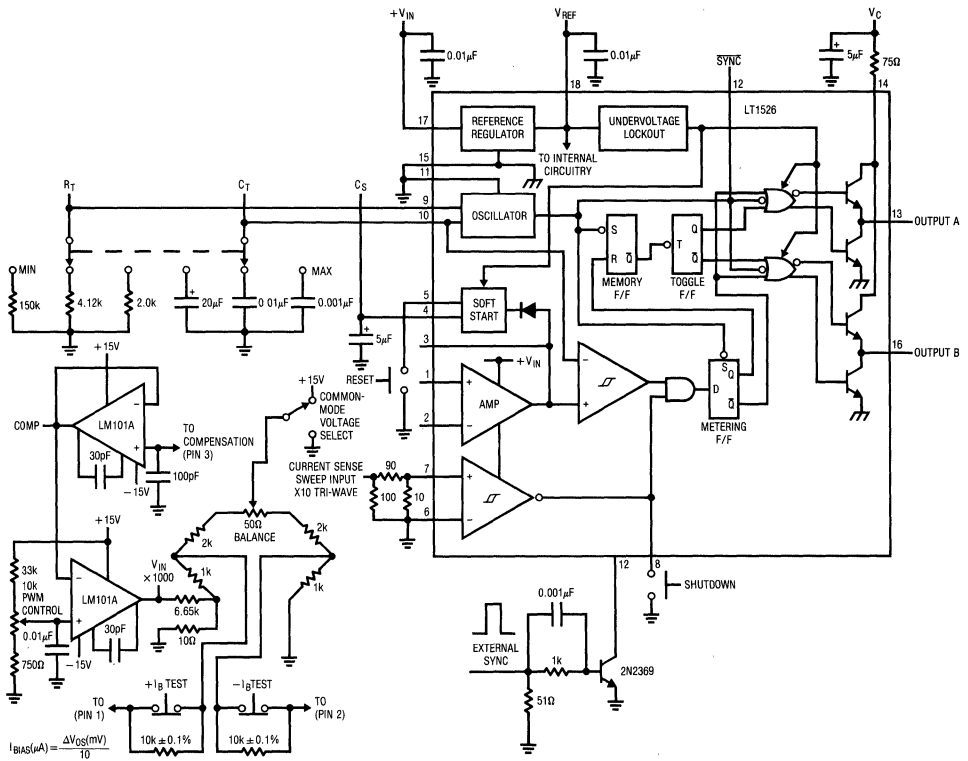 +VIN
VREF
VC
0.01µF
0.01µF
5µF
75Ω
SYNC
18
12
14
LT1526
17
REFERENCE
REGULATOR
UNDERVOLTAGE
LOCKOUT
15
11
TO INTERNAL
CIRCUITRY
RT
CT
CS
9
10
OSCILLATOR
13
OUTPUT A
S
R
Q̅
MEMORY
F/F
T
Q
Q̅
TOGGLE
F/F
MIN
150k
4.12k
2.0k
20µF
0.01µF
MAX
0.001µF
5
4
SOFT
START
5µF
3
+VIN
16
OUTPUT B
RESET
1
2
+
AMP
−
−
+
S
D
Q
Q̅
METERING
F/F
+15V
−
+
LM101A
COMP
30pF
−15V
TO
COMPENSATION
(PIN 3)
100pF
+15V
COMMON-
MODE
VOLTAGE
SELECT
CURRENT SENSE
SWEEP INPUT
X10 TRI-WAVE
90
100
10
7
6
+
−
50Ω
BALANCE
2k
2k
1k
1k
+15V
33k
10k
PWM
CONTROL
0.01µF
750Ω
−
+
LM101A
30pF
−15V
VIN
×1000
6.65k
10Ω
12
8
SHUTDOWN
0.001µF
EXTERNAL
SYNC
1k
51Ω
2N2369
+IB TEST
−IB TEST
TO
(PIN 1)
TO
(PIN 2)
10k ± 0.1%
10k ± 0.1%
IBIAS(µA) = ΔVOS(mV)
10